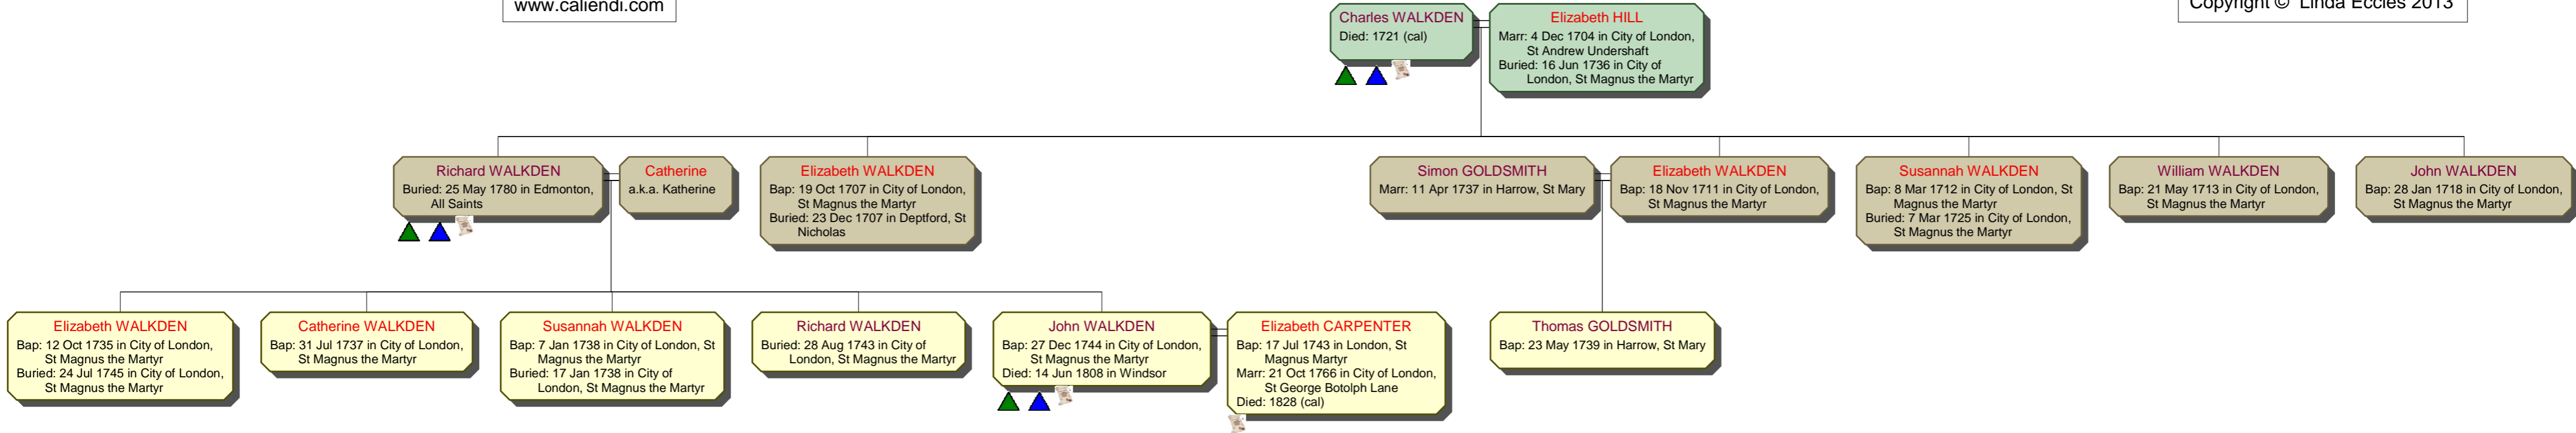 www.caliendi.com
Copyright © Linda Eccles 2013
Charles WALKDEN
Died: 1721 (cal)
Elizabeth HILL
Marr: 4 Dec 1704 in City of London,
St Andrew Undershaft
Buried: 16 Jun 1736 in City of
London, St Magnus the Martyr
Richard WALKDEN
Buried: 25 May 1780 in Edmonton,
All Saints
Catherine
a.k.a. Katherine
Elizabeth WALKDEN
Bap: 19 Oct 1707 in City of London,
St Magnus the Martyr
Buried: 23 Dec 1707 in Deptford, St
Nicholas
Simon GOLDSMITH
Marr: 11 Apr 1737 in Harrow, St Mary
Elizabeth WALKDEN
Bap: 18 Nov 1711 in City of London,
St Magnus the Martyr
Susannah WALKDEN
Bap: 8 Mar 1712 in City of London, St
Magnus the Martyr
Buried: 7 Mar 1725 in City of London,
St Magnus the Martyr
William WALKDEN
Bap: 21 May 1713 in City of London,
St Magnus the Martyr
John WALKDEN
Bap: 28 Jan 1718 in City of London,
St Magnus the Martyr
Elizabeth WALKDEN
Bap: 12 Oct 1735 in City of London,
St Magnus the Martyr
Buried: 24 Jul 1745 in City of London,
St Magnus the Martyr
Catherine WALKDEN
Bap: 31 Jul 1737 in City of London,
St Magnus the Martyr
Susannah WALKDEN
Bap: 7 Jan 1738 in City of London, St
Magnus the Martyr
Buried: 17 Jan 1738 in City of
London, St Magnus the Martyr
Richard WALKDEN
Buried: 28 Aug 1743 in City of
London, St Magnus the Martyr
John WALKDEN
Bap: 27 Dec 1744 in City of London,
St Magnus the Martyr
Died: 14 Jun 1808 in Windsor
Elizabeth CARPENTER
Bap: 17 Jul 1743 in London, St
Magnus Martyr
Marr: 21 Oct 1766 in City of London,
St George Botolph Lane
Died: 1828 (cal)
Thomas GOLDSMITH
Bap: 23 May 1739 in Harrow, St Mary